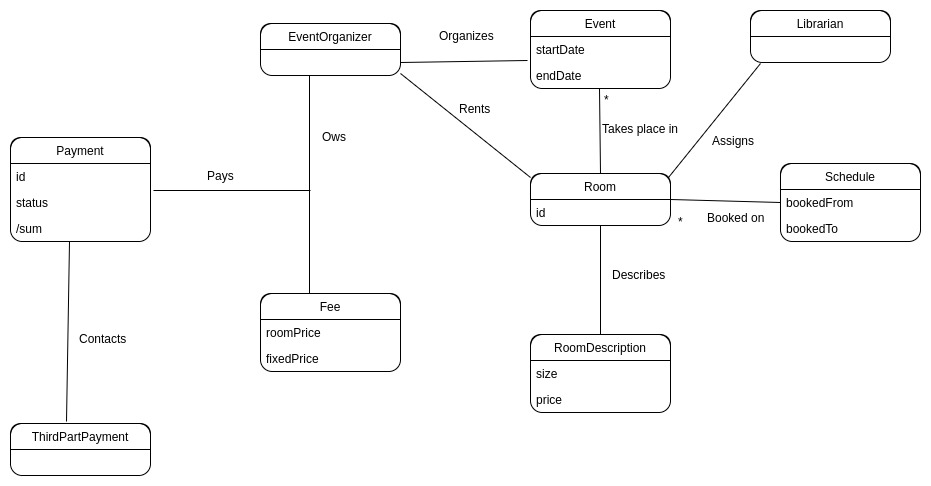 EventOrganizer
Organizes
Event
startDate
endDate
Librarian
*
Rents
Takes place in
Assigns
Ows
Payment
id
status
/sum
Pays
Room
id
*
Booked on
Schedule
bookedFrom
bookedTo
Describes
Fee
roomPrice
fixedPrice
Contacts
RoomDescription
size
price
ThirdPartPayment